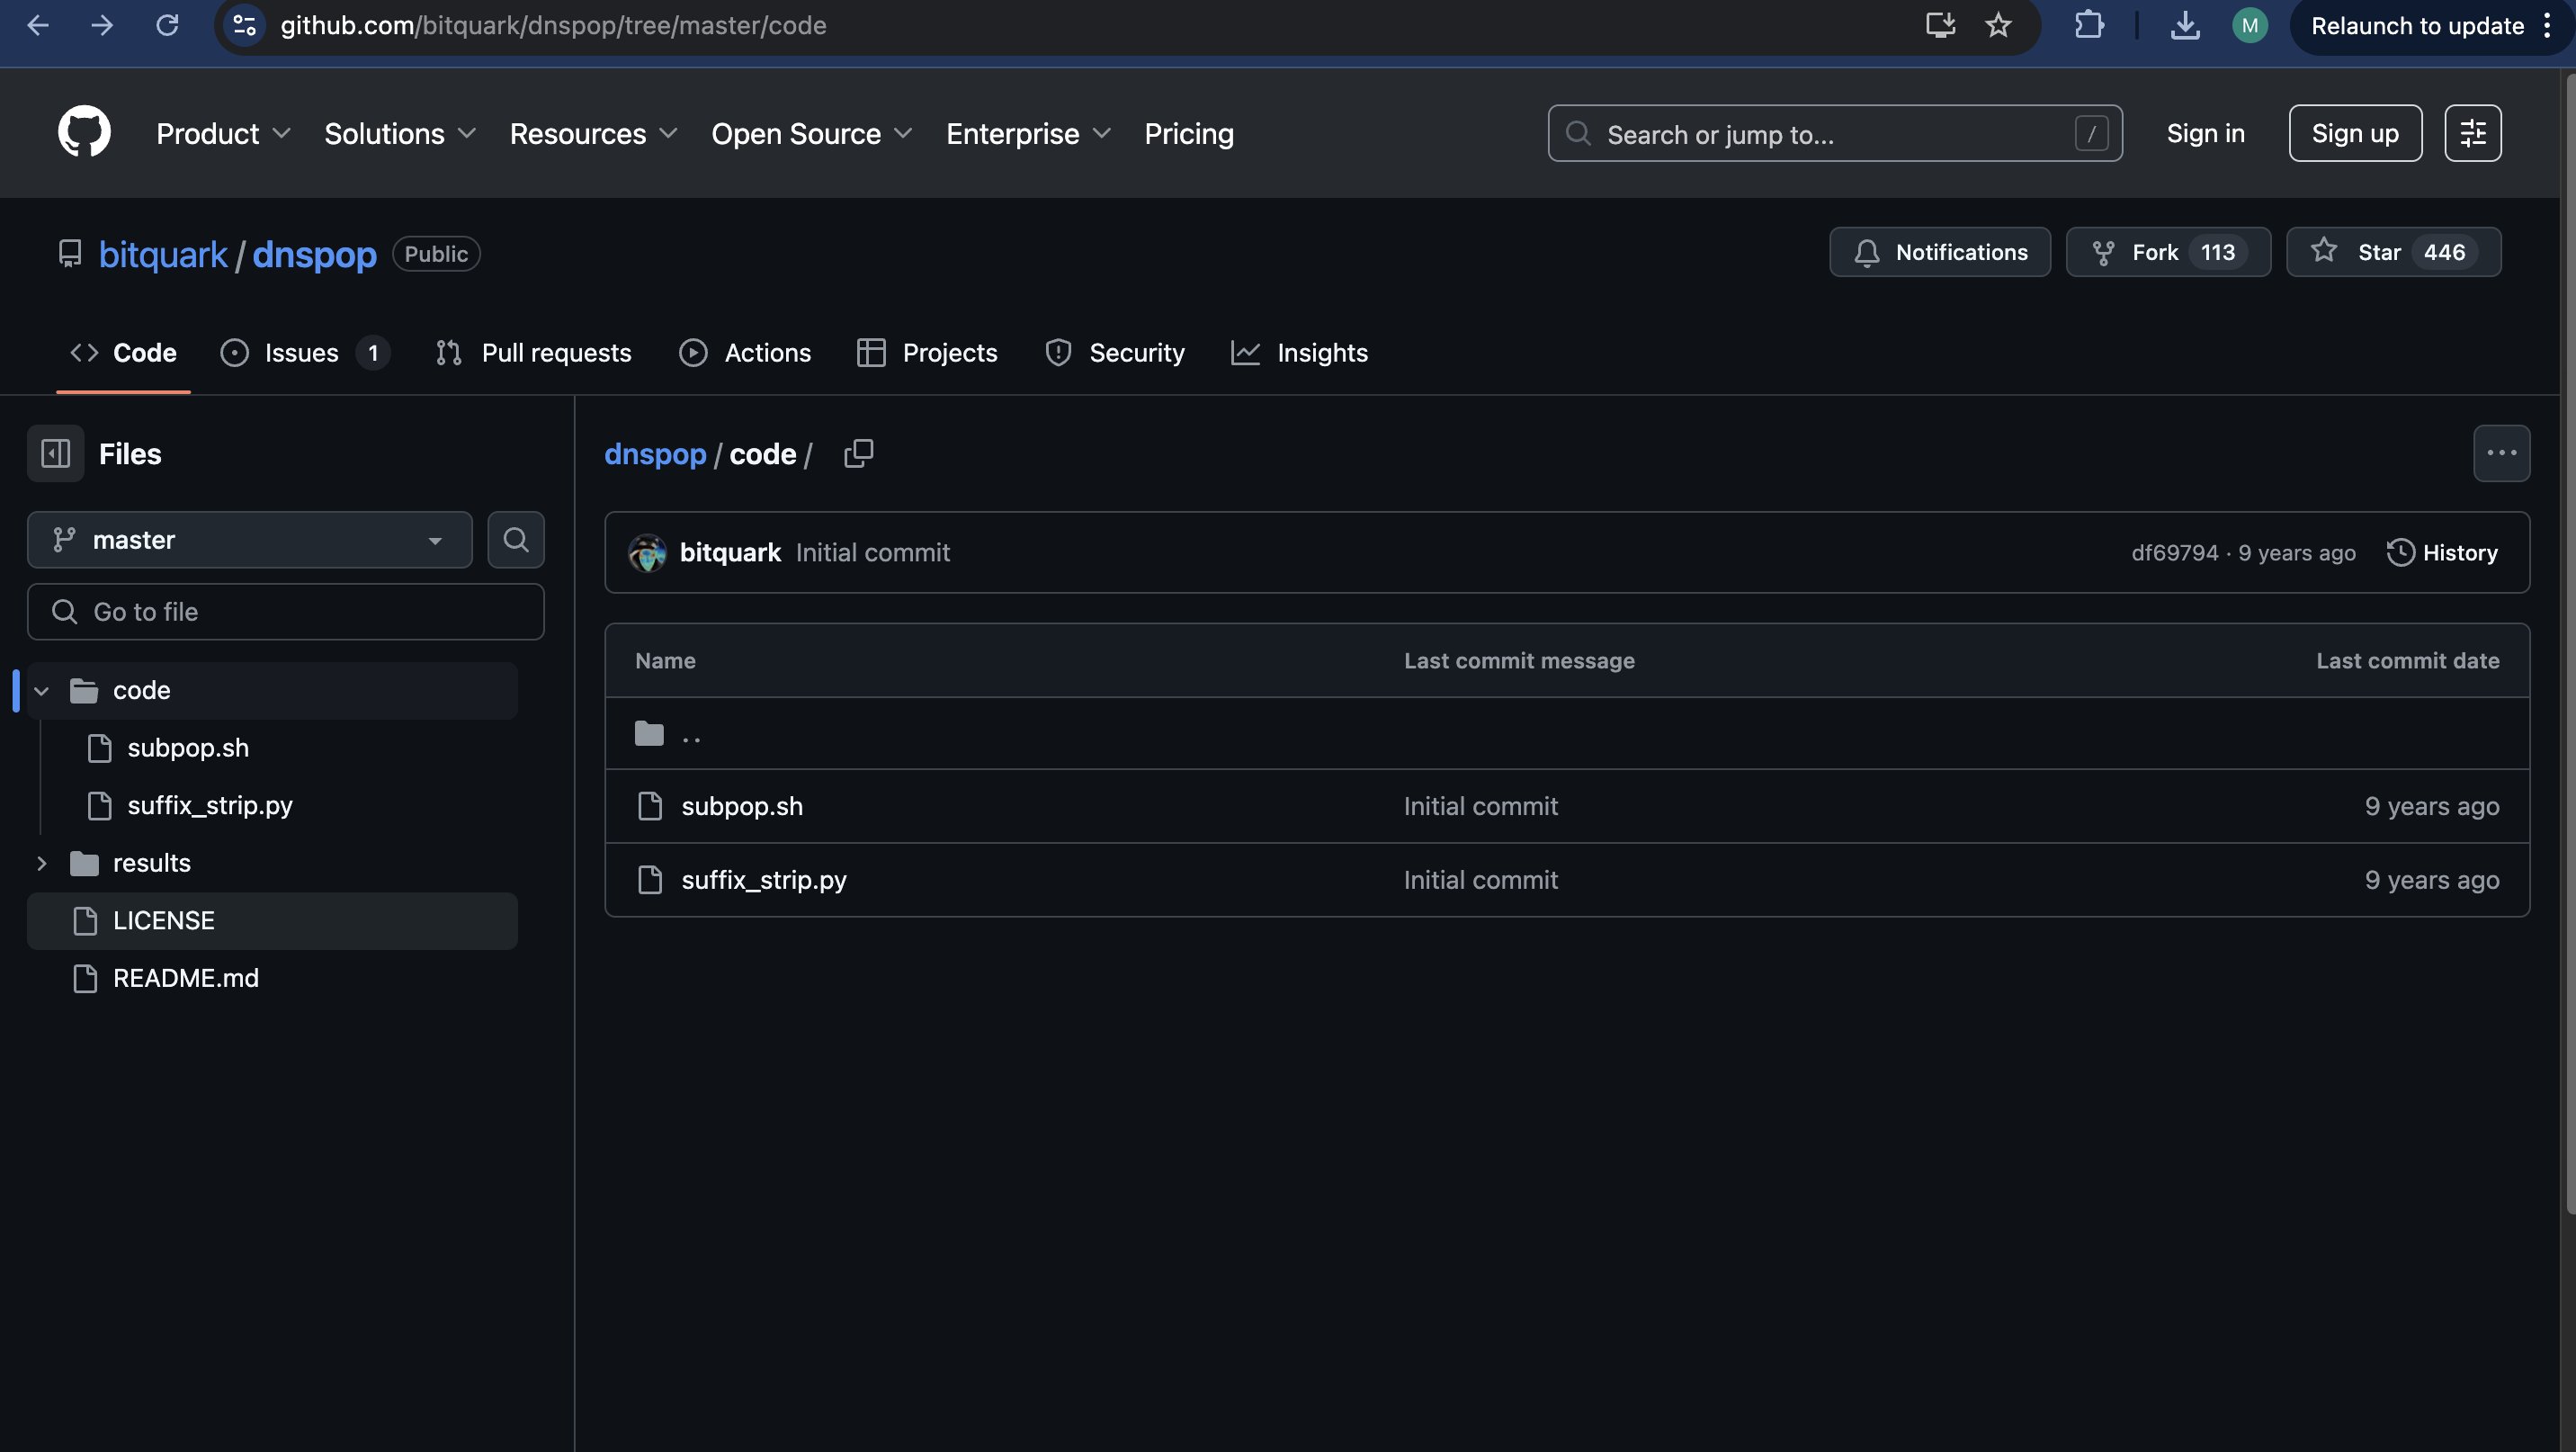 github.com/bitquark/dnspop/tree/master/code
M
Relaunch to update
Product
Solutions
Resources
Open Source
Enterprise
Pricing
Search or jump to...
/
Sign in
Sign up
bitquark / dnspop
Public
Notifications
Fork 113
Star 446
Code
Issues 1
Pull requests
Actions
Projects
Security
Insights
Files
master
Go to file
code
subpop.sh
suffix_strip.py
results
LICENSE
README.md
dnspop / code /
bitquark Initial commit
df69794 · 9 years ago
History
Name Last commit message Last commit date
..
subpop.sh Initial commit 9 years ago
suffix_strip.py Initial commit 9 years ago